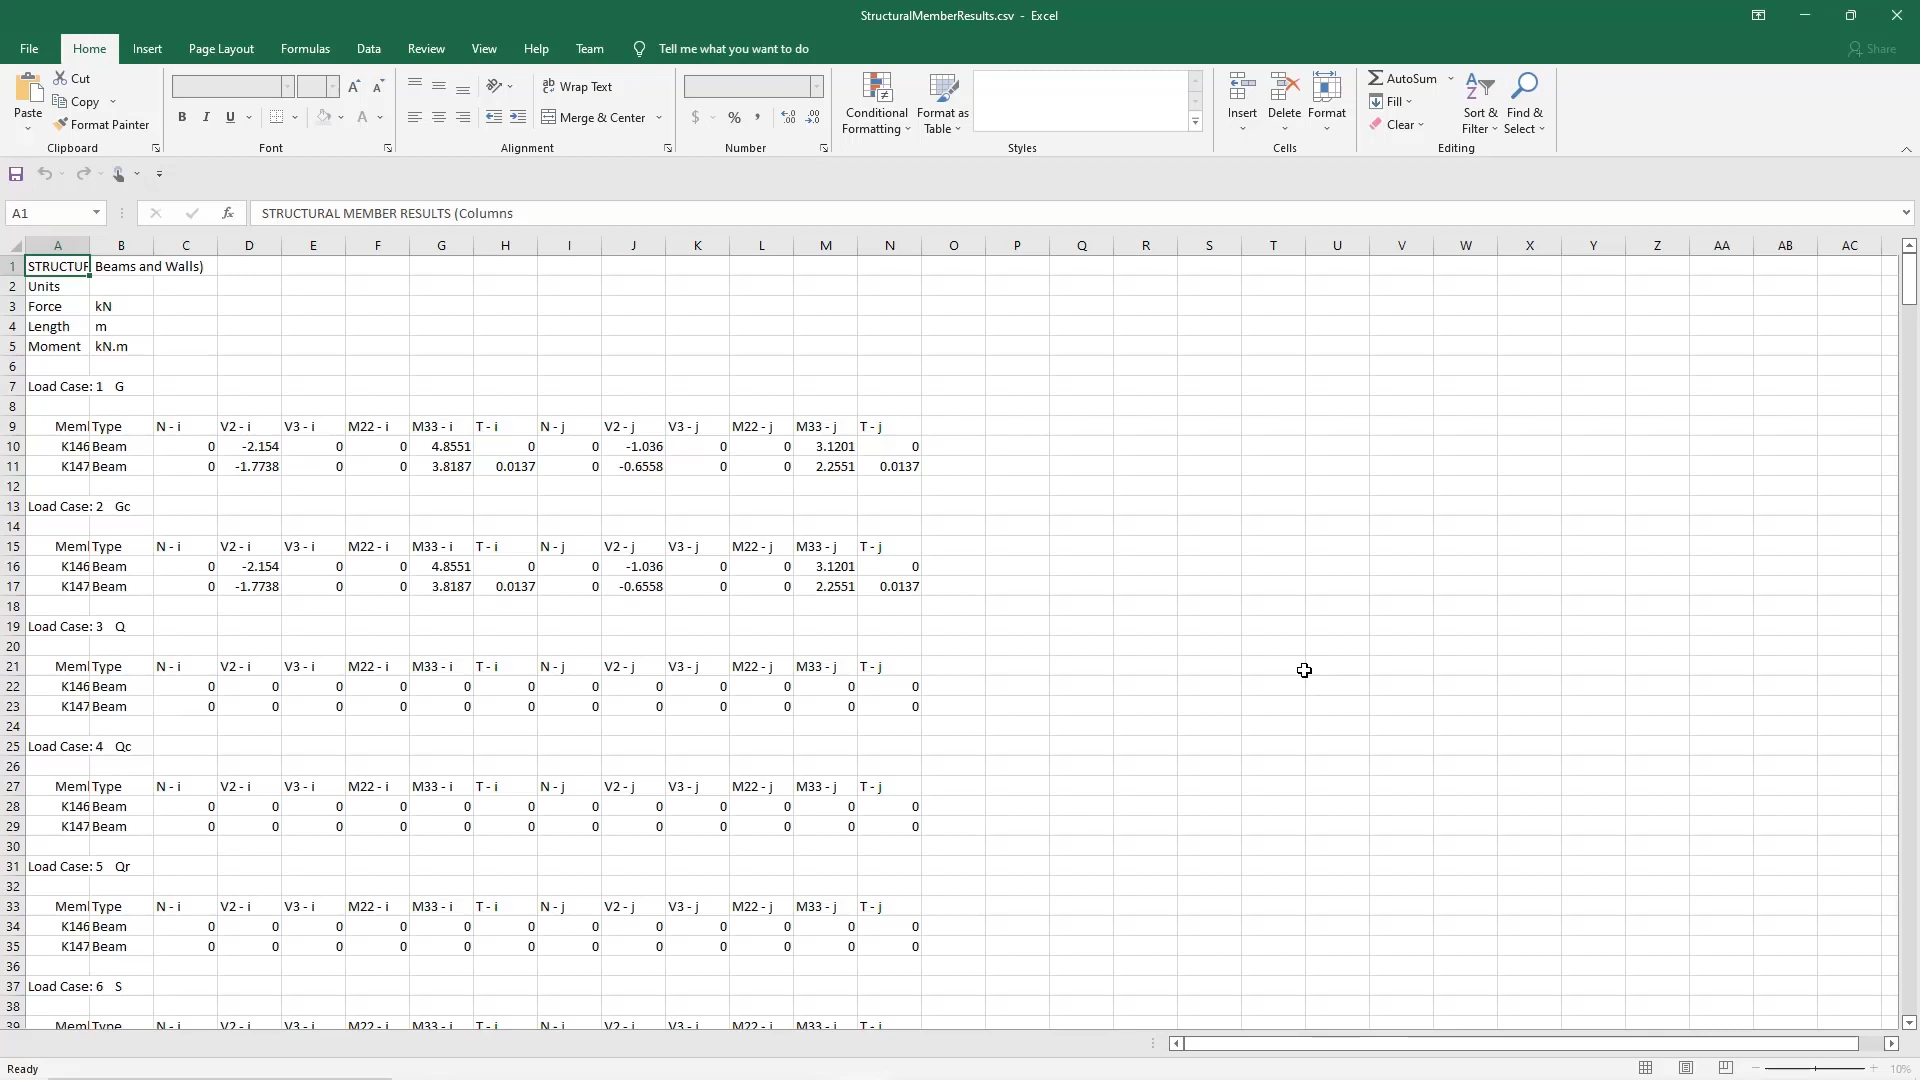 StructuralMemberResults.csv - Excel
File Home Insert Page Layout Formulas Data Review View Help Team Tell me what you want to do Share
Paste Cut Copy Format Painter Clipboard
B I U Font
Wrap Text Merge & Center Alignment
$ % Number
Conditional Formatting Format as Table Styles
Insert Delete Format Cells
AutoSum Fill Clear Sort & Filter Find & Select Editing
A1 fx STRUCTURAL MEMBER RESULTS (Columns
A B C D E F G H I J K L M N O P Q R S T U V W X Y Z AA AB AC
1 STRUCTUR Beams and Walls)
2 Units
3 Force kN
4 Length m
5 Moment kN.m
6
7 Load Case: 1 G
8
9 Meml Type N - i V2 - i V3 - i M22 - i M33 - i T - i N - j V2 - j V3 - j M22 - j M33 - j T - j
10 K146 Beam 0 -2.154 0 0 4.8551 0 0 -1.036 0 0 3.1201 0
11 K147 Beam 0 -1.7738 0 0 3.8187 0.0137 0 -0.6558 0 0 2.2551 0.0137
12
13 Load Case: 2 Gc
14
15 Meml Type N - i V2 - i V3 - i M22 - i M33 - i T - i N - j V2 - j V3 - j M22 - j M33 - j T - j
16 K146 Beam 0 -2.154 0 0 4.8551 0 0 -1.036 0 0 3.1201 0
17 K147 Beam 0 -1.7738 0 0 3.8187 0.0137 0 -0.6558 0 0 2.2551 0.0137
18
19 Load Case: 3 Q
20
21 Meml Type N - i V2 - i V3 - i M22 - i M33 - i T - i N - j V2 - j V3 - j M22 - j M33 - j T - j
22 K146 Beam 0 0 0 0 0 0 0 0 0 0 0 0
23 K147 Beam 0 0 0 0 0 0 0 0 0 0 0 0
24
25 Load Case: 4 Qc
26
27 Meml Type N - i V2 - i V3 - i M22 - i M33 - i T - i N - j V2 - j V3 - j M22 - j M33 - j T - j
28 K146 Beam 0 0 0 0 0 0 0 0 0 0 0 0
29 K147 Beam 0 0 0 0 0 0 0 0 0 0 0 0
30
31 Load Case: 5 Qr
32
33 Meml Type N - i V2 - i V3 - i M22 - i M33 - i T - i N - j V2 - j V3 - j M22 - j M33 - j T - j
34 K146 Beam 0 0 0 0 0 0 0 0 0 0 0 0
35 K147 Beam 0 0 0 0 0 0 0 0 0 0 0 0
36
37 Load Case: 6 S
38
39 Meml Type N - i V2 - i V3 - i M22 - i M33 - i T - i N - j V2 - j V3 - j M22 - j M33 - j T - j
Ready 10%